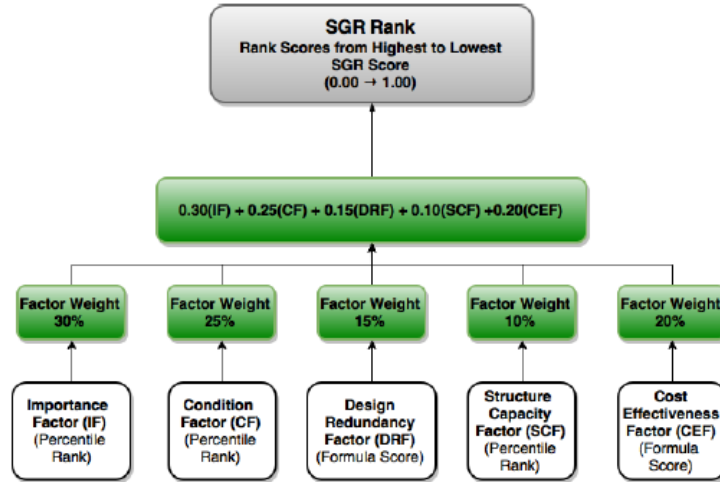 SGR Rank
Rank Scores from Highest to Lowest
SGR Score
(0.00 → 1.00)
0.30(IF) + 0.25(CF) + 0.15(DRF) + 0.10(SCF) +0.20(CEF)
Factor Weight
30%
Factor Weight
25%
Factor Weight
15%
Factor Weight
10%
Factor Weight
20%
Importance
Factor (IF)
(Percentile
Rank)
Condition
Factor (CF)
(Percentile
Rank)
Design
Redundancy
Factor (DRF)
(Formula Score)
Structure
Capacity
Factor (SCF)
(Percentile
Rank)
Cost
Effectiveness
Factor (CEF)
(Formula
Score)